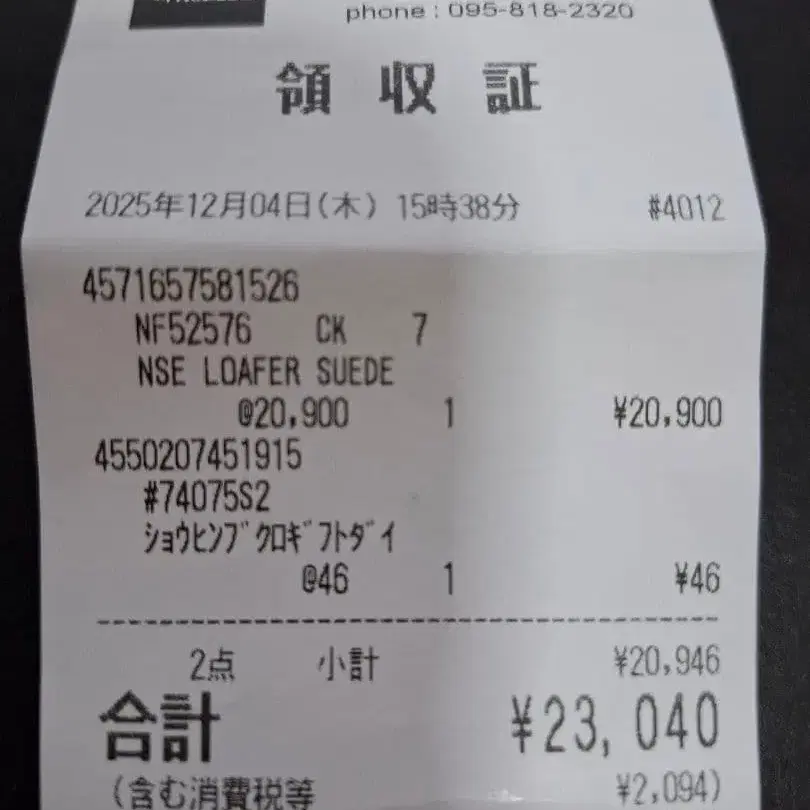 phone : 095-818-2320
領収証
2025年12月04日(木) 15時38分 #4012
4571657581526
NF52576 CK 7
NSE LOAFER SUEDE
@20,900 1 ¥20,900
4550207451915
#74075S2
ｼｮｳﾋﾝﾌﾞｸﾛｷﾞﾌﾄﾀﾞｲ
@46 1 ¥46
2点 小計 ¥20,946
合計 ¥23,040
(含む消費税等 ¥2,094)